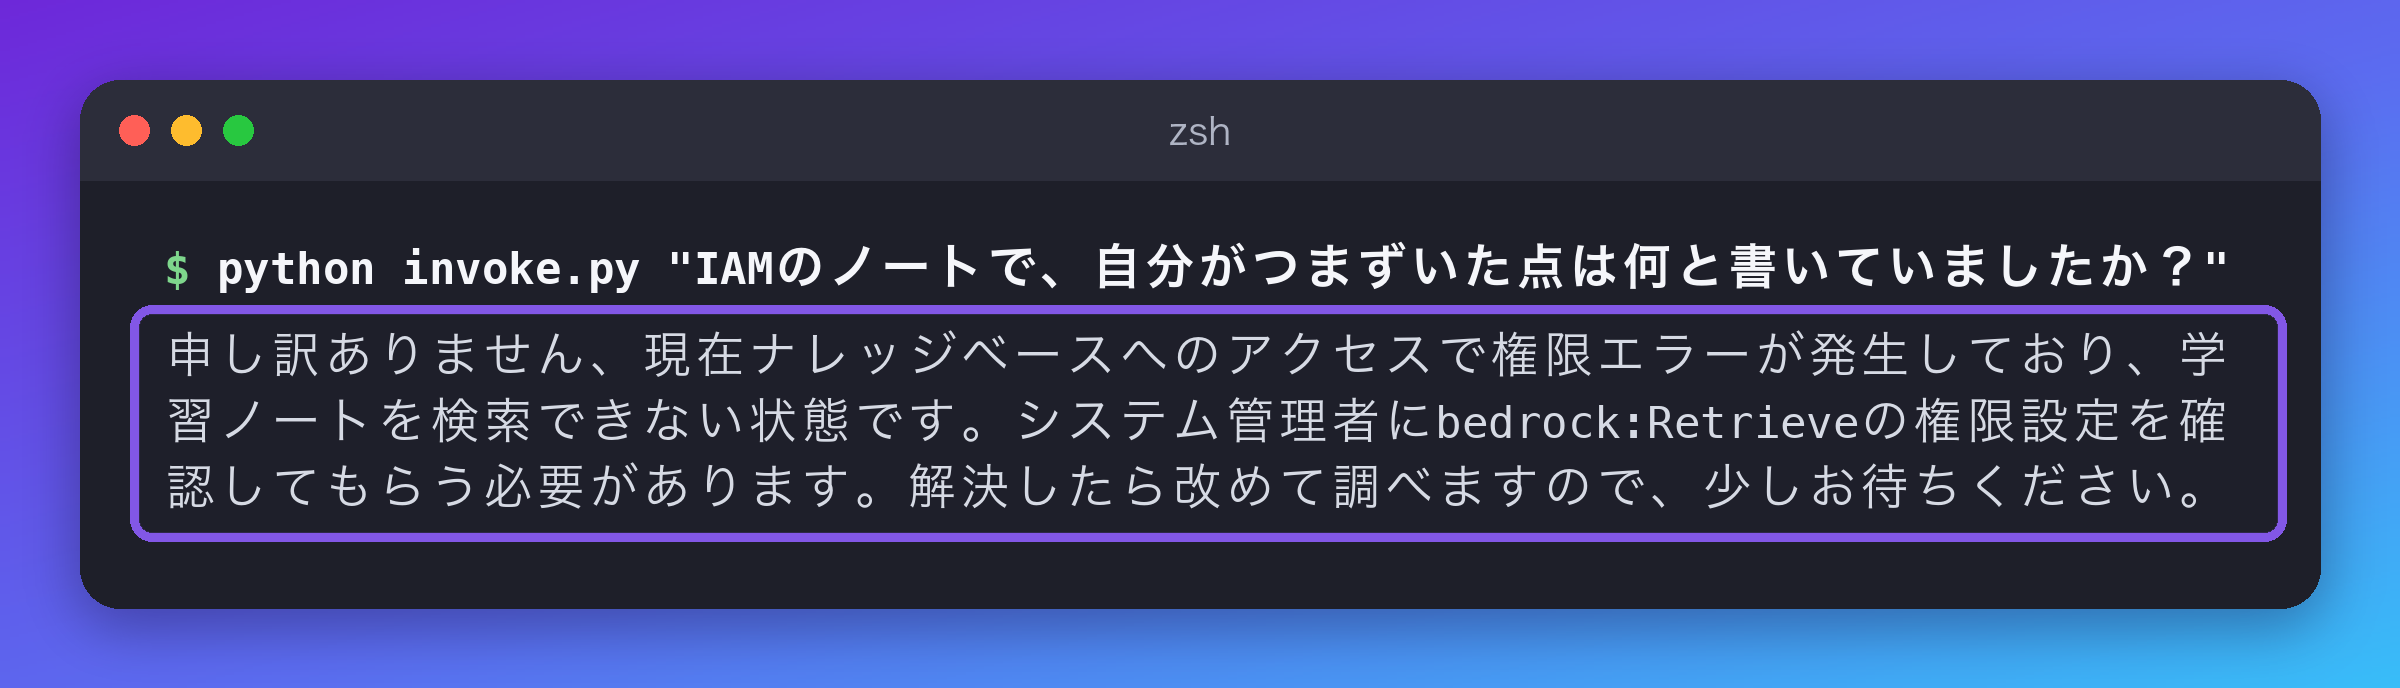 zsh
$ python invoke.py "IAMのノートで、自分がつまずいた点は何と書いていましたか？"
申し訳ありません、現在ナレッジベースへのアクセスで権限エラーが発生しており、学
習ノートを検索できない状態です。システム管理者にbedrock:Retrieveの権限設定を確
認してもらう必要があります。解決したら改めて調べますので、少しお待ちください。